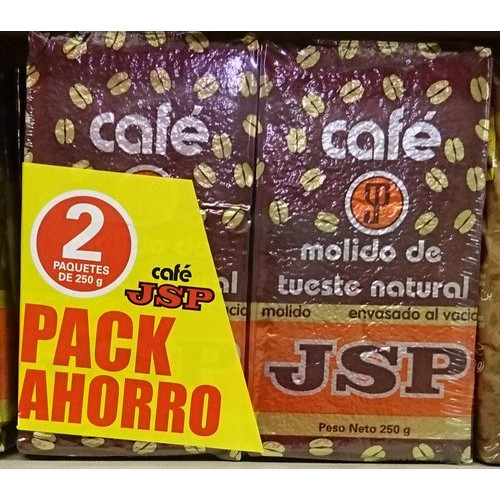 café
2
PAQUETES
DE 250 g
café
JSP
PACK
AHORRO
café
molido de
tueste natural
molido envasado al vacio
JSP
Peso Neto 250 g